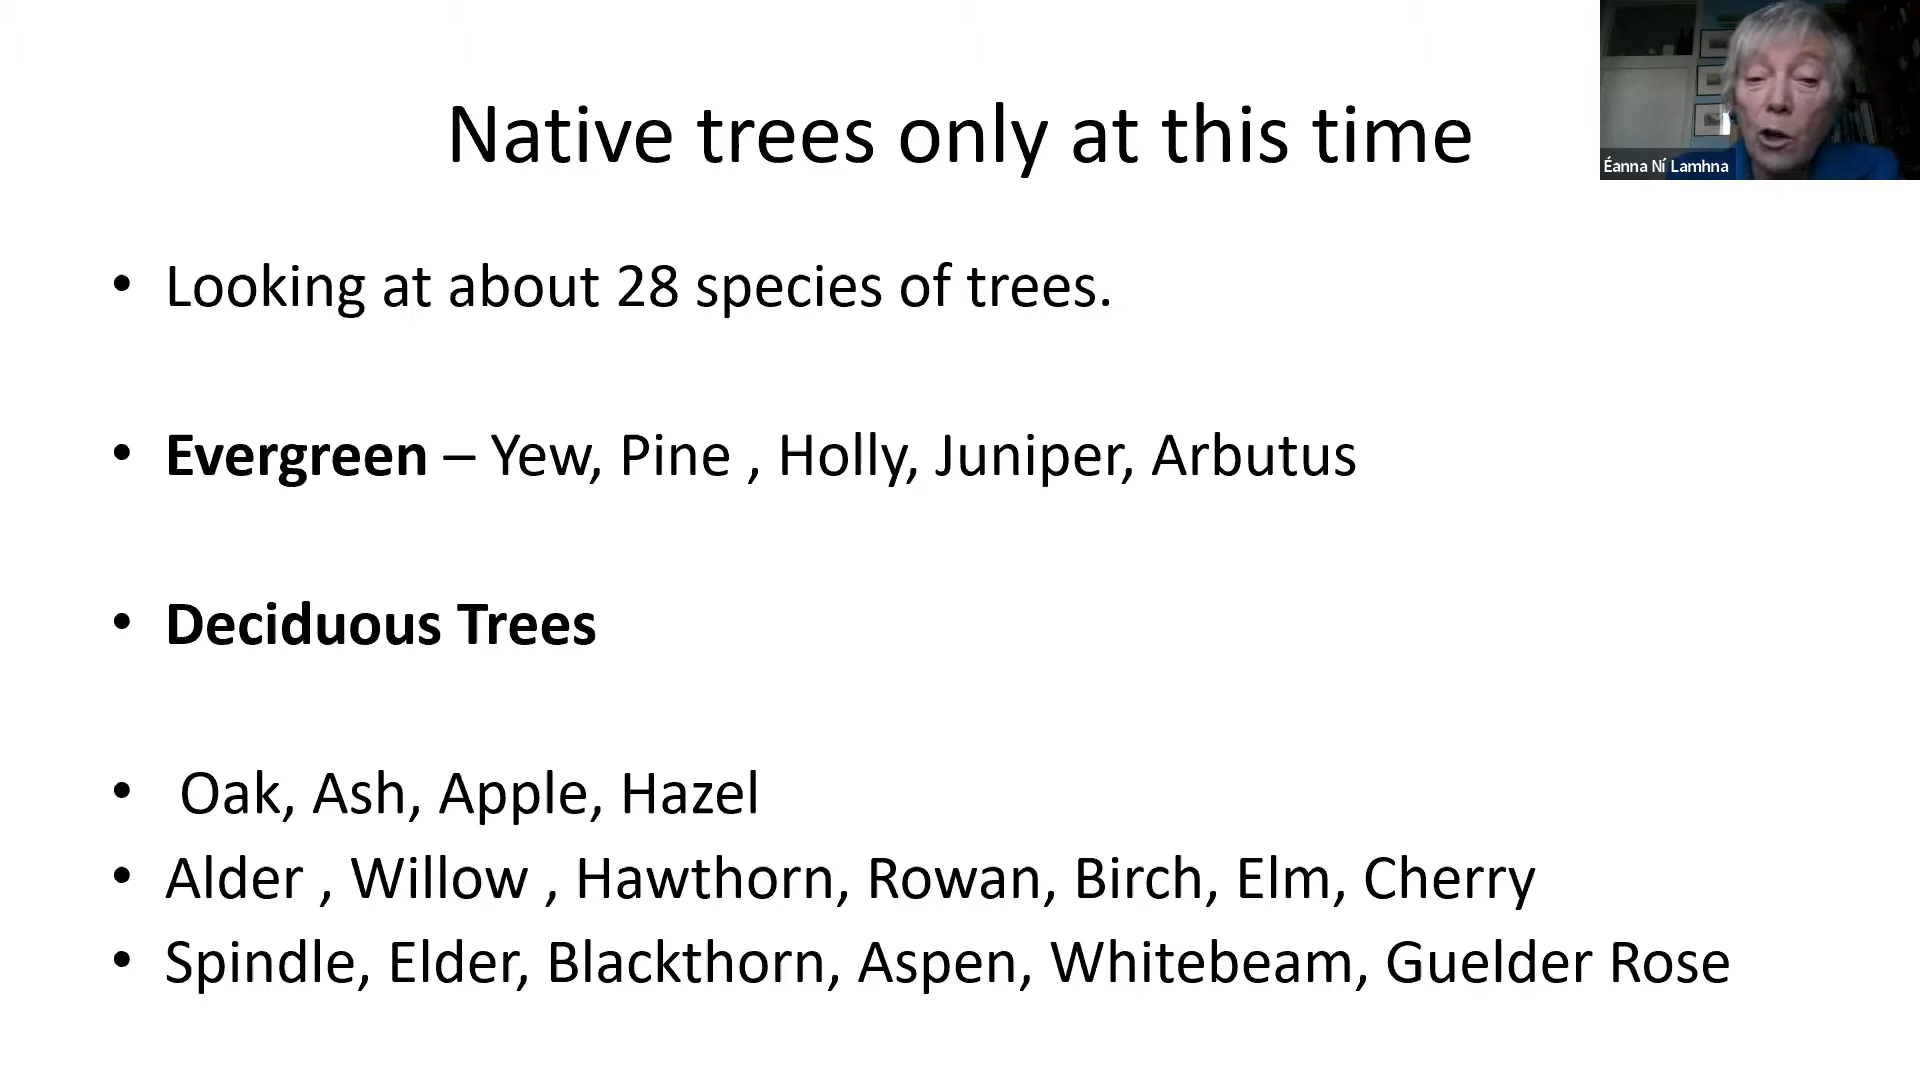 Native trees only at this time
Éanna Ní Lamhna
• Looking at about 28 species of trees.
• Evergreen – Yew, Pine , Holly, Juniper, Arbutus
• Deciduous Trees
• Oak, Ash, Apple, Hazel
• Alder , Willow , Hawthorn, Rowan, Birch, Elm, Cherry
• Spindle, Elder, Blackthorn, Aspen, Whitebeam, Guelder Rose